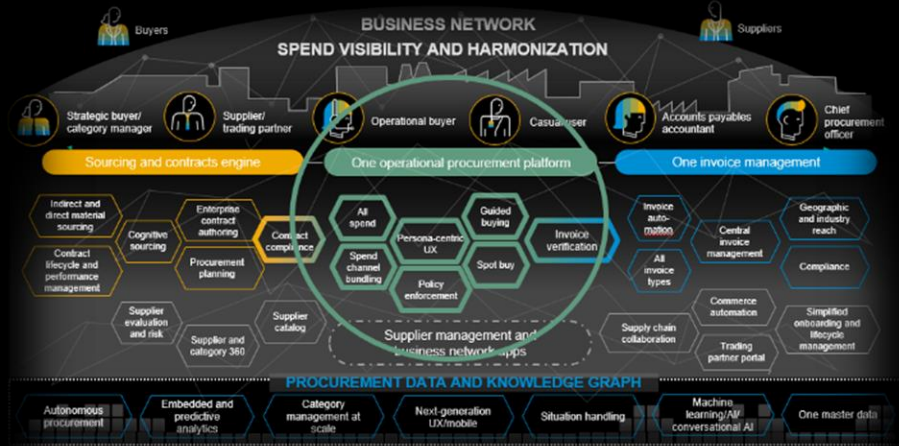 BUSINESS NETWORK
Buyers
Suppliers
SPEND VISIBILITY AND HARMONIZATION
Strategic buyer/
category manager
Supplier/
trading partner
Operational buyer
Casual user
Accounts payables
accountant
Chief
procurement
officer
Sourcing and contracts engine
One operational procurement platform
One invoice management
Indirect and
direct material
sourcing
Contract
lifecycle and
performance
management
Cognitive
sourcing
Enterprise
contract
authoring
Procurement
planning
Contract
compliance
All
spend
Spend
channel
bundling
Persona-centric
UX
Policy
enforcement
Guided
buying
Spot buy
Invoice
verification
Invoice
auto-
mation
All
invoice
types
Central
invoice
management
Geographic
and industry
reach
Compliance
Supplier
evaluation
and risk
Supplier and
category 360
Supplier
catalog
Supplier management and
business network apps
Supply chain
collaboration
Commerce
automation
Trading
partner portal
Simplified
onboarding and
lifecycle
management
PROCUREMENT DATA AND KNOWLEDGE GRAPH
Autonomous
procurement
Embedded and
predictive
analytics
Category
management at
scale
Next-generation
UX/mobile
Situation handling
Machine
learning/AI/
conversational AI
One master data